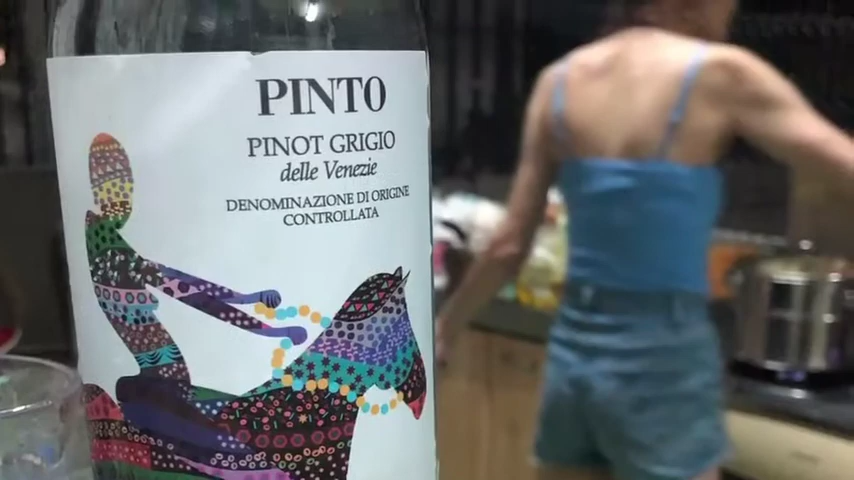 PINTO
PINOT GRIGIO
delle Venezie
DENOMINAZIONE DI ORIGINE
CONTROLLATA